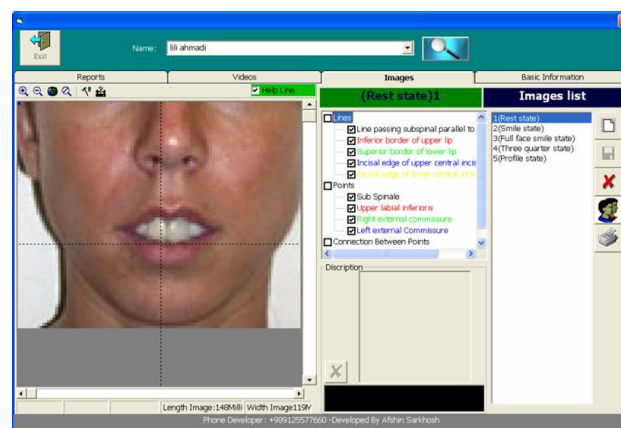 Exit
Name:
lili ahmadi
Reports
Videos
Images
Basic Information
Help Line
(Rest state)1
Images list
Lines
Line passing subspinal parallel to
Inferior border of upper lip
Superior border of lower lip
Incisal edge of upper central incis
Incisal edge of lower central incis
Points
Sub Spinale
Upper labial inferioris
Right external commissure
Left external Commissure
Connection Between Points
1(Rest state)
2(Smile state)
3(Full face smile state)
4(Three quarter state)
5(Profile state)
Discription
Length Image:148Milli
Width Image119M
Phone Developer: +989125577660 -Developed By Afshin Sarkhosh